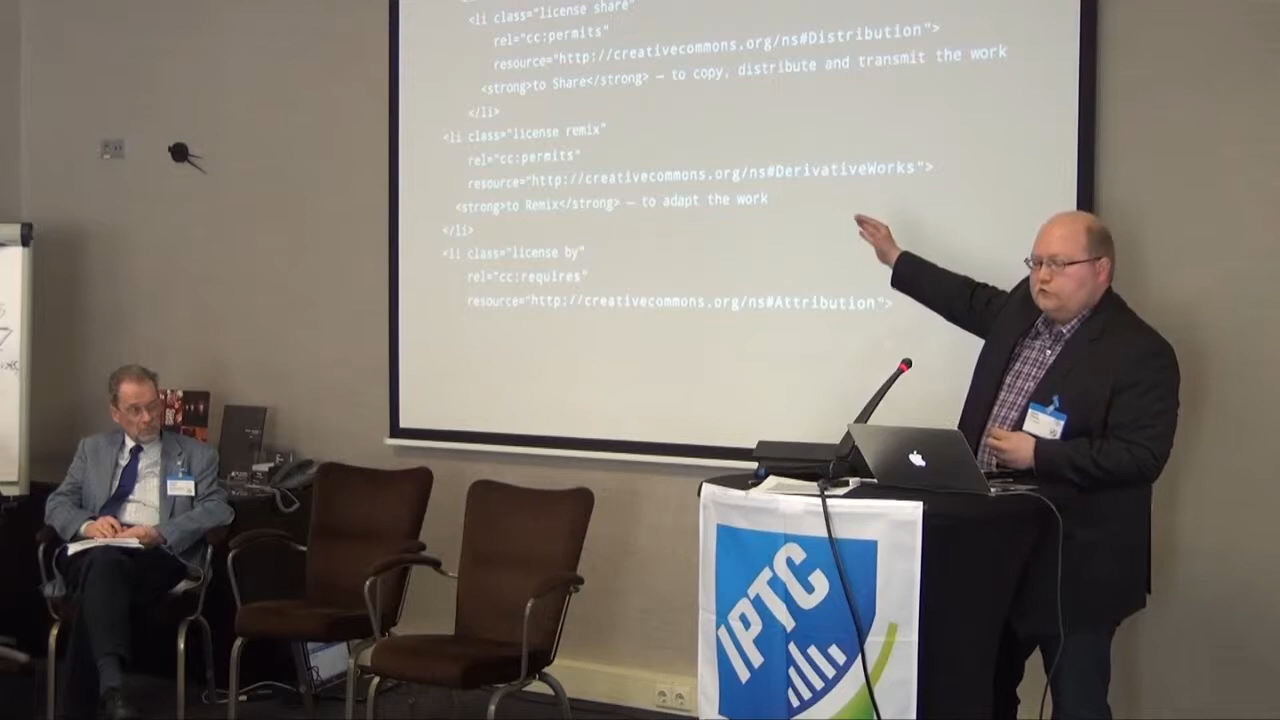 <li class="license share"
rel="cc:permits"
resource="http://creativecommons.org/ns#Distribution">
<strong>to Share</strong> — to copy, distribute and transmit the work
</li>
<li class="license remix"
rel="cc:permits"
resource="http://creativecommons.org/ns#DerivativeWorks">
<strong>to Remix</strong> — to adapt the work
</li>
<li class="license by"
rel="cc:requires"
resource="http://creativecommons.org/ns#Attribution">
IPTC